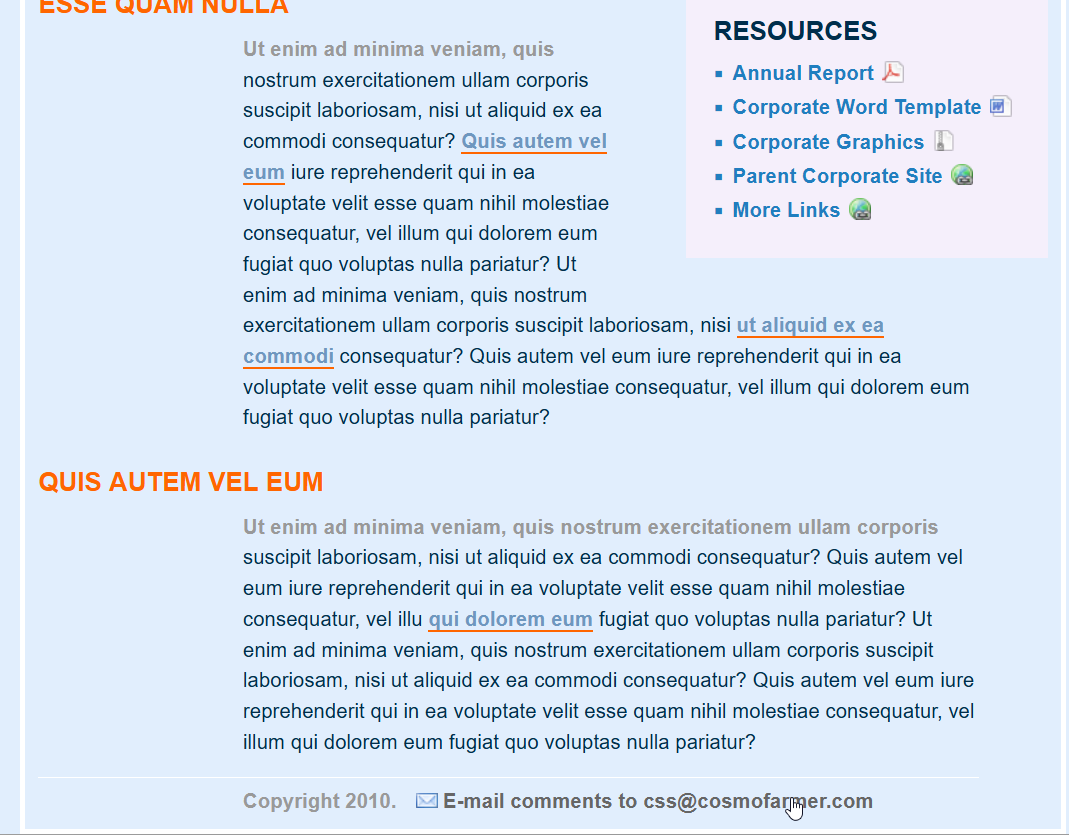 ESSE QUAM NULLA
Ut enim ad minima veniam, quis
nostrum exercitationem ullam corporis
suscipit laboriosam, nisi ut aliquid ex ea
commodi consequatur? Quis autem vel
eum iure reprehenderit qui in ea
voluptate velit esse quam nihil molestiae
consequatur, vel illum qui dolorem eum
fugiat quo voluptas nulla pariatur? Ut
enim ad minima veniam, quis nostrum
exercitationem ullam corporis suscipit laboriosam, nisi ut aliquid ex ea
commodi consequatur? Quis autem vel eum iure reprehenderit qui in ea
voluptate velit esse quam nihil molestiae consequatur, vel illum qui dolorem eum
fugiat quo voluptas nulla pariatur?
RESOURCES
Annual Report
Corporate Word Template
Corporate Graphics
Parent Corporate Site
More Links
QUIS AUTEM VEL EUM
Ut enim ad minima veniam, quis nostrum exercitationem ullam corporis
suscipit laboriosam, nisi ut aliquid ex ea commodi consequatur? Quis autem vel
eum iure reprehenderit qui in ea voluptate velit esse quam nihil molestiae
consequatur, vel illu qui dolorem eum fugiat quo voluptas nulla pariatur? Ut
enim ad minima veniam, quis nostrum exercitationem ullam corporis suscipit
laboriosam, nisi ut aliquid ex ea commodi consequatur? Quis autem vel eum iure
reprehenderit qui in ea voluptate velit esse quam nihil molestiae consequatur, vel
illum qui dolorem eum fugiat quo voluptas nulla pariatur?
Copyright 2010. E-mail comments to css@cosmofarmer.com